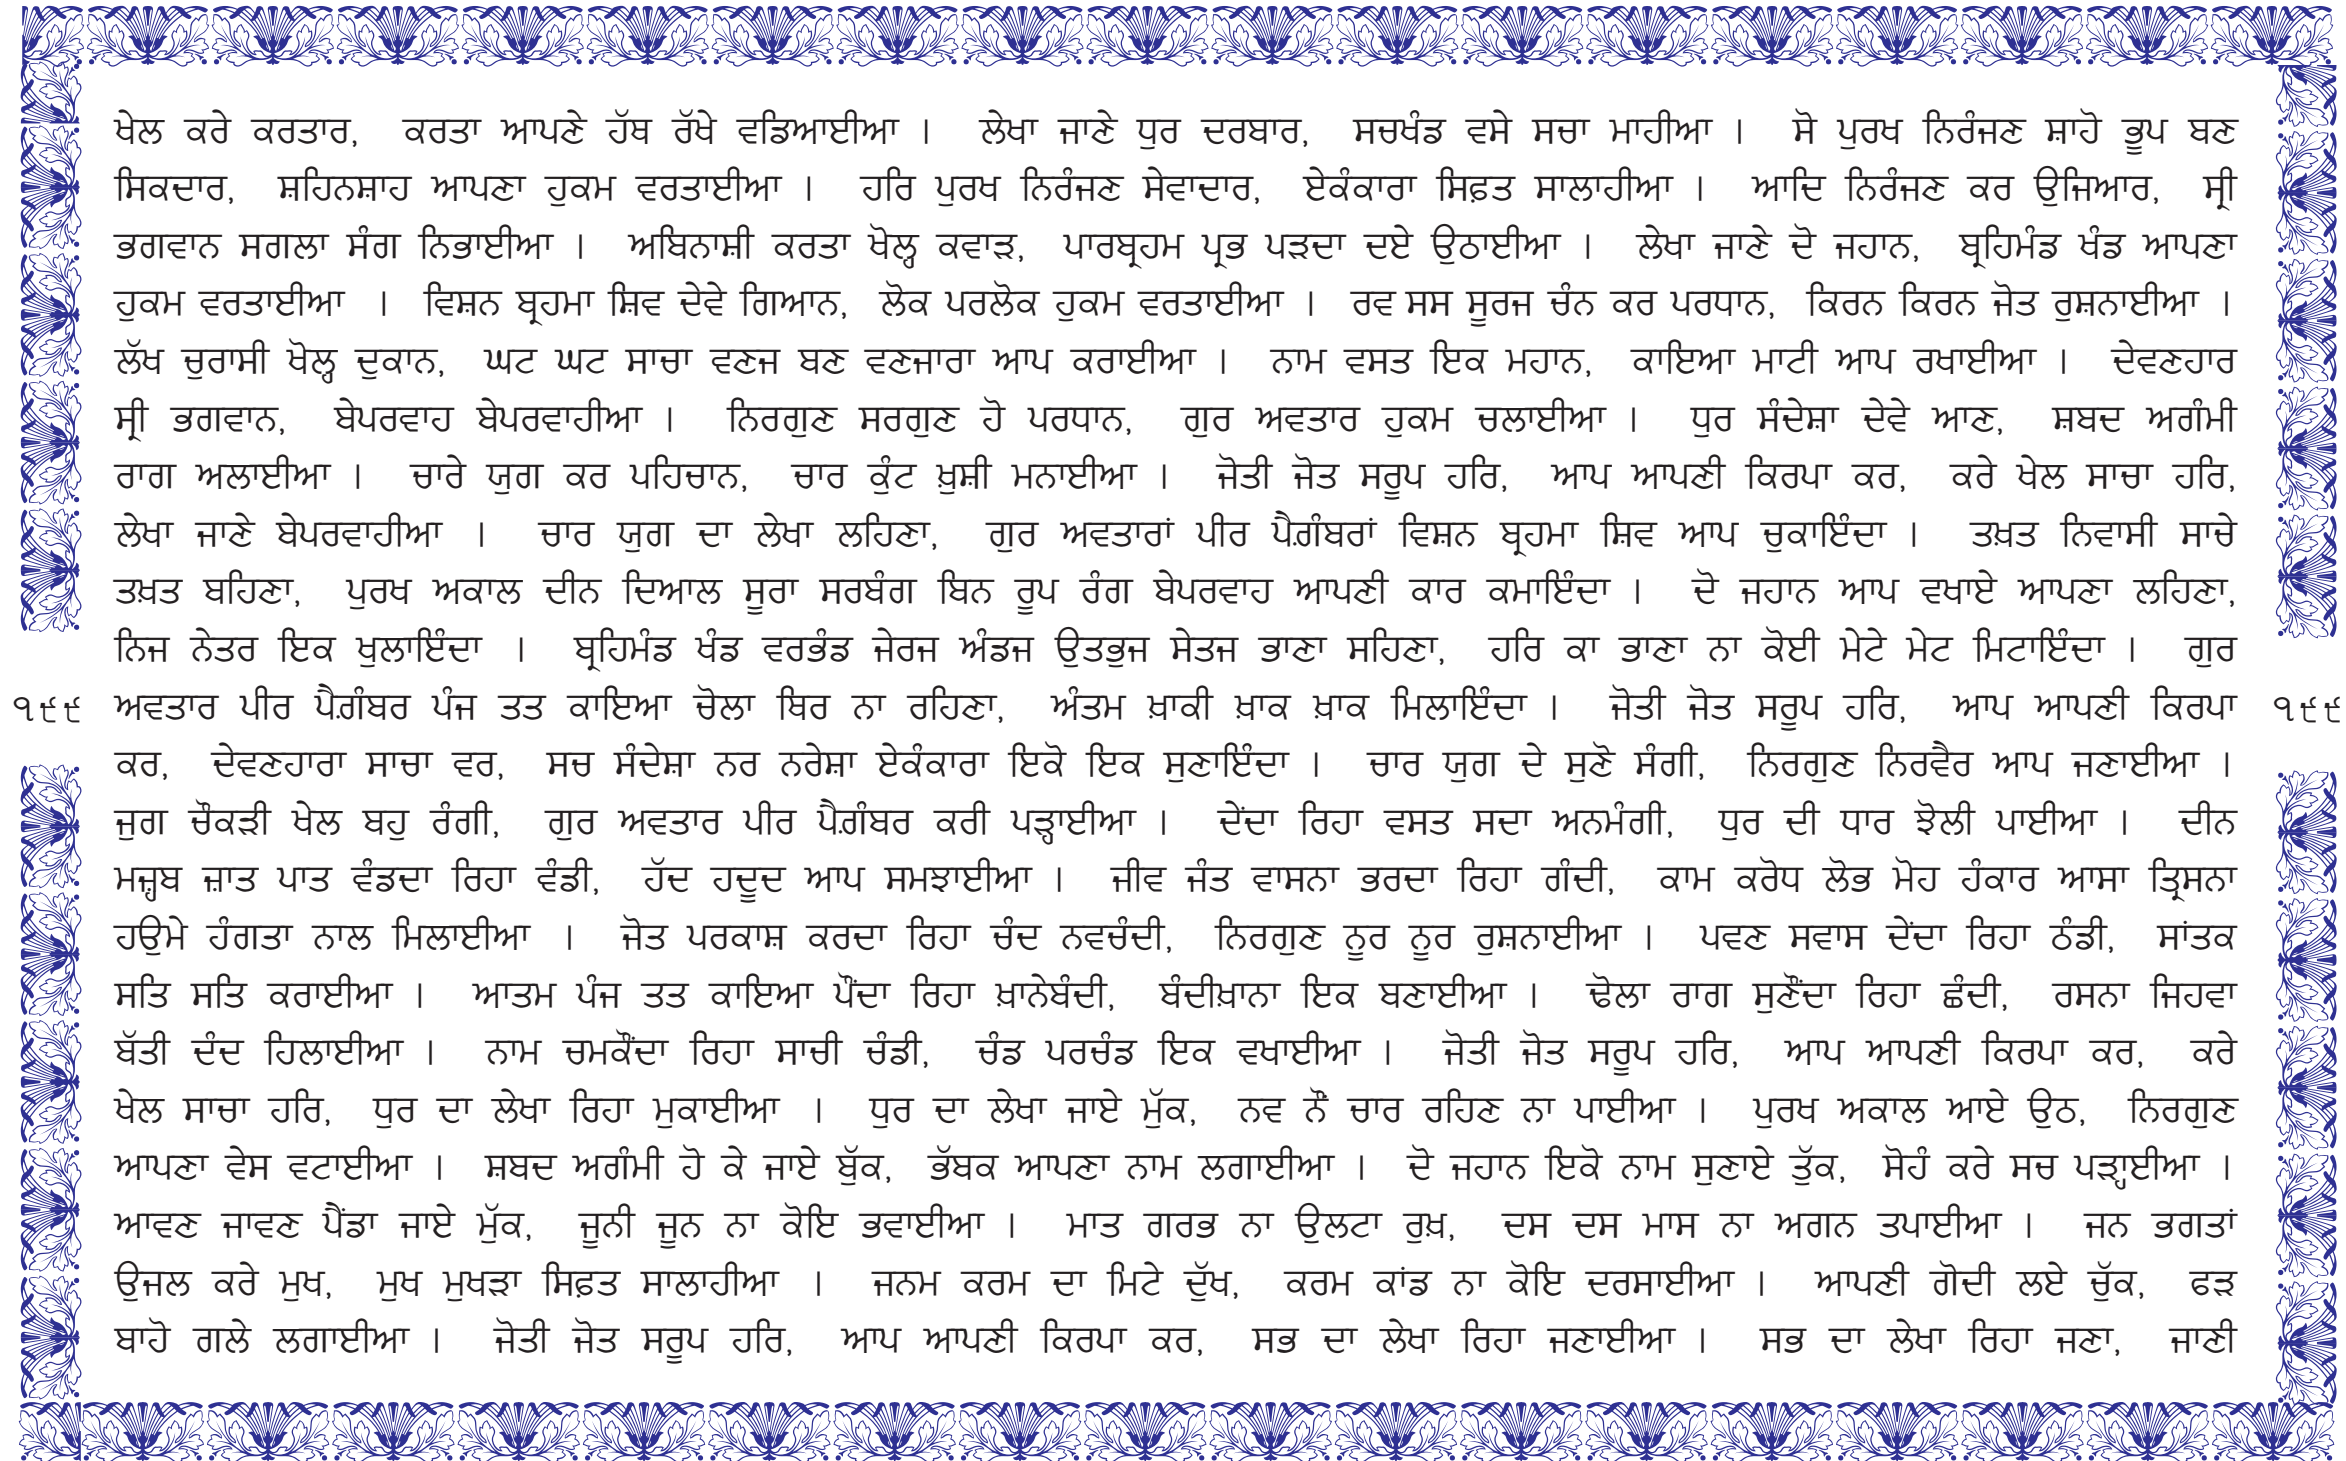 ਖੇਲ ਕਰੇ ਕਰਤਾਰ, ਕਰਤਾ ਆਪਣੇ ਹੱਥ ਰੱਖੇ ਵਡਿਆਈਆ । ਲੇਖਾ ਜਾਣੇ ਧੁਰ ਦਰਬਾਰ, ਸਚਖੰਡ ਵਸੇ ਸਚਾ ਮਾਹੀਆ । ਸੋ ਪੁਰਖ ਨਿਰੰਜਣ ਸ਼ਾਹੋ ਭੂਪ ਬਣ
ਸਿਕਦਾਰ, ਸ਼ਹਿਨਸ਼ਾਹ ਆਪਣਾ ਹੁਕਮ ਵਰਤਾਈਆ । ਹਰਿ ਪੁਰਖ ਨਿਰੰਜਣ ਸੇਵਾਦਾਰ, ਏਕੰਕਾਰਾ ਸਿਫ਼ਤ ਸਾਲਾਹੀਆ । ਆਦਿ ਨਿਰੰਜਣ ਕਰ ਉਜਿਆਰ, ਸ੍ਰੀ
ਭਗਵਾਨ ਸਗਲਾ ਸੰਗ ਨਿਭਾਈਆ । ਅਬਿਨਾਸ਼ੀ ਕਰਤਾ ਖੋਲ੍ਹ ਕਵਾੜ, ਪਾਰਬ੍ਰਹਮ ਪ੍ਰਭ ਪੜਦਾ ਦਏ ਉਠਾਈਆ । ਲੇਖਾ ਜਾਣੇ ਦੋ ਜਹਾਨ, ਬ੍ਰਹਿਮੰਡ ਖੰਡ ਆਪਣਾ
ਹੁਕਮ ਵਰਤਾਈਆ । ਵਿਸ਼ਨ ਬ੍ਰਹਮਾ ਸ਼ਿਵ ਦੇਵੇ ਗਿਆਨ, ਲੋਕ ਪਰਲੋਕ ਹੁਕਮ ਵਰਤਾਈਆ । ਰਵ ਸਸ ਸੂਰਜ ਚੰਨ ਕਰ ਪਰਧਾਨ, ਕਿਰਨ ਕਿਰਨ ਜੋਤ ਰੁਸ਼ਨਾਈਆ ।
ਲੱਖ ਚੁਰਾਸੀ ਖੋਲ੍ਹ ਦੁਕਾਨ, ਘਟ ਘਟ ਸਾਚਾ ਵਣਜ ਬਣ ਵਣਜਾਰਾ ਆਪ ਕਰਾਈਆ । ਨਾਮ ਵਸਤ ਇਕ ਮਹਾਨ, ਕਾਇਆ ਮਾਟੀ ਆਪ ਰਖਾਈਆ । ਦੇਵਣਹਾਰ
ਸ੍ਰੀ ਭਗਵਾਨ, ਬੇਪਰਵਾਹ ਬੇਪਰਵਾਹੀਆ । ਨਿਰਗੁਣ ਸਰਗੁਣ ਹੋ ਪਰਧਾਨ, ਗੁਰ ਅਵਤਾਰ ਹੁਕਮ ਚਲਾਈਆ । ਧੁਰ ਸੰਦੇਸ਼ਾ ਦੇਵੇ ਆਣ, ਸ਼ਬਦ ਅਗੰਮੀ
ਰਾਗ ਅਲਾਈਆ । ਚਾਰੇ ਯੁਗ ਕਰ ਪਹਿਚਾਨ, ਚਾਰ ਕੁੰਟ ਖ਼ੁਸ਼ੀ ਮਨਾਈਆ । ਜੋਤੀ ਜੋਤ ਸਰੂਪ ਹਰਿ, ਆਪ ਆਪਣੀ ਕਿਰਪਾ ਕਰ, ਕਰੇ ਖੇਲ ਸਾਚਾ ਹਰਿ,
ਲੇਖਾ ਜਾਣੇ ਬੇਪਰਵਾਹੀਆ । ਚਾਰ ਯੁਗ ਦਾ ਲੇਖਾ ਲਹਿਣਾ, ਗੁਰ ਅਵਤਾਰਾਂ ਪੀਰ ਪੈਗ਼ੰਬਰਾਂ ਵਿਸ਼ਨ ਬ੍ਰਹਮਾ ਸ਼ਿਵ ਆਪ ਚੁਕਾਇੰਦਾ । ਤਖ਼ਤ ਨਿਵਾਸੀ ਸਾਚੇ
ਤਖ਼ਤ ਬਹਿਣਾ, ਪੁਰਖ ਅਕਾਲ ਦੀਨ ਦਿਆਲ ਸੂਰਾ ਸਰਬੰਗ ਬਿਨ ਰੂਪ ਰੰਗ ਬੇਪਰਵਾਹ ਆਪਣੀ ਕਾਰ ਕਮਾਇੰਦਾ । ਦੋ ਜਹਾਨ ਆਪ ਵਖਾਏ ਆਪਣਾ ਲਹਿਣਾ,
ਨਿਜ ਨੇਤਰ ਇਕ ਖੁਲਾਇੰਦਾ । ਬ੍ਰਹਿਮੰਡ ਖੰਡ ਵਰਭੰਡ ਜੇਰਜ ਅੰਡਜ ਉਤਭੁਜ ਸੇਤਜ ਭਾਣਾ ਸਹਿਣਾ, ਹਰਿ ਕਾ ਭਾਣਾ ਨਾ ਕੋਈ ਮੇਟੇ ਮੇਟ ਮਿਟਾਇੰਦਾ । ਗੁਰ
੧੯੯ ਅਵਤਾਰ ਪੀਰ ਪੈਗ਼ੰਬਰ ਪੰਜ ਤਤ ਕਾਇਆ ਚੋਲਾ ਥਿਰ ਨਾ ਰਹਿਣਾ, ਅੰਤਮ ਖ਼ਾਕੀ ਖ਼ਾਕ ਖ਼ਾਕ ਮਿਲਾਇੰਦਾ । ਜੋਤੀ ਜੋਤ ਸਰੂਪ ਹਰਿ, ਆਪ ਆਪਣੀ ਕਿਰਪਾ ੧੯੯
ਕਰ, ਦੇਵਣਹਾਰਾ ਸਾਚਾ ਵਰ, ਸਚ ਸੰਦੇਸ਼ਾ ਨਰ ਨਰੇਸ਼ਾ ਏਕੰਕਾਰਾ ਇਕੋ ਇਕ ਸੁਣਾਇੰਦਾ । ਚਾਰ ਯੁਗ ਦੇ ਸੁਣੋ ਸੰਗੀ, ਨਿਰਗੁਣ ਨਿਰਵੈਰ ਆਪ ਜਣਾਈਆ ।
ਜੁਗ ਚੌਕੜੀ ਖੇਲ ਬਹੁ ਰੰਗੀ, ਗੁਰ ਅਵਤਾਰ ਪੀਰ ਪੈਗ਼ੰਬਰ ਕਰੀ ਪੜ੍ਹਾਈਆ । ਦੇਂਦਾ ਰਿਹਾ ਵਸਤ ਸਦਾ ਅਨਮੰਗੀ, ਧੁਰ ਦੀ ਧਾਰ ਝੋਲੀ ਪਾਈਆ । ਦੀਨ
ਮਜ਼੍ਹਬ ਜ਼ਾਤ ਪਾਤ ਵੰਡਦਾ ਰਿਹਾ ਵੰਡੀ, ਹੱਦ ਹਦੂਦ ਆਪ ਸਮਝਾਈਆ । ਜੀਵ ਜੰਤ ਵਾਸਨਾ ਭਰਦਾ ਰਿਹਾ ਗੰਦੀ, ਕਾਮ ਕਰੋਧ ਲੋਭ ਮੋਹ ਹੰਕਾਰ ਆਸਾ ਤ੍ਰਿਸਨਾ
ਹਉਮੇ ਹੰਗਤਾ ਨਾਲ ਮਿਲਾਈਆ । ਜੋਤ ਪਰਕਾਸ਼ ਕਰਦਾ ਰਿਹਾ ਚੰਦ ਨਵਚੰਦੀ, ਨਿਰਗੁਣ ਨੂਰ ਨੂਰ ਰੁਸ਼ਨਾਈਆ । ਪਵਣ ਸਵਾਸ ਦੇਂਦਾ ਰਿਹਾ ਠੰਡੀ, ਸਾਂਤਕ
ਸਤਿ ਸਤਿ ਕਰਾਈਆ । ਆਤਮ ਪੰਜ ਤਤ ਕਾਇਆ ਪੌਂਦਾ ਰਿਹਾ ਖ਼ਾਨੇਬੰਦੀ, ਬੰਦੀਖ਼ਾਨਾ ਇਕ ਬਣਾਈਆ । ਢੋਲਾ ਰਾਗ ਸੁਣੌਂਦਾ ਰਿਹਾ ਛੰਦੀ, ਰਸਨਾ ਜਿਹਵਾ
ਬੱਤੀ ਦੰਦ ਹਿਲਾਈਆ । ਨਾਮ ਚਮਕੌਂਦਾ ਰਿਹਾ ਸਾਚੀ ਚੰਡੀ, ਚੰਡ ਪਰਚੰਡ ਇਕ ਵਖਾਈਆ । ਜੋਤੀ ਜੋਤ ਸਰੂਪ ਹਰਿ, ਆਪ ਆਪਣੀ ਕਿਰਪਾ ਕਰ, ਕਰੇ
ਖੇਲ ਸਾਚਾ ਹਰਿ, ਧੁਰ ਦਾ ਲੇਖਾ ਰਿਹਾ ਮੁਕਾਈਆ । ਧੁਰ ਦਾ ਲੇਖਾ ਜਾਏ ਮੁੱਕ, ਨਵ ਨੌਂ ਚਾਰ ਰਹਿਣ ਨਾ ਪਾਈਆ । ਪੁਰਖ ਅਕਾਲ ਆਏ ਉਠ, ਨਿਰਗੁਣ
ਆਪਣਾ ਵੇਸ ਵਟਾਈਆ । ਸ਼ਬਦ ਅਗੰਮੀ ਹੋ ਕੇ ਜਾਏ ਬੁੱਕ, ਭੱਬਕ ਆਪਣਾ ਨਾਮ ਲਗਾਈਆ । ਦੋ ਜਹਾਨ ਇਕੋ ਨਾਮ ਸੁਣਾਏ ਤੁੱਕ, ਸੋਹੰ ਕਰੇ ਸਚ ਪੜ੍ਹਾਈਆ ।
ਆਵਣ ਜਾਵਣ ਪੈਂਡਾ ਜਾਏ ਮੁੱਕ, ਜੂਨੀ ਜੂਨ ਨਾ ਕੋਇ ਭਵਾਈਆ । ਮਾਤ ਗਰਭ ਨਾ ਉਲਟਾ ਰੁਖ਼, ਦਸ ਦਸ ਮਾਸ ਨਾ ਅਗਨ ਤਪਾਈਆ । ਜਨ ਭਗਤਾਂ
ਉਜਲ ਕਰੇ ਮੁਖ, ਮੁਖ ਮੁਖੜਾ ਸਿਫ਼ਤ ਸਾਲਾਹੀਆ । ਜਨਮ ਕਰਮ ਦਾ ਮਿਟੇ ਦੁੱਖ, ਕਰਮ ਕਾਂਡ ਨਾ ਕੋਇ ਦਰਸਾਈਆ । ਆਪਣੀ ਗੋਦੀ ਲਏ ਚੁੱਕ, ਫੜ
ਬਾਹੋ ਗਲੇ ਲਗਾਈਆ । ਜੋਤੀ ਜੋਤ ਸਰੂਪ ਹਰਿ, ਆਪ ਆਪਣੀ ਕਿਰਪਾ ਕਰ, ਸਭ ਦਾ ਲੇਖਾ ਰਿਹਾ ਜਣਾਈਆ । ਸਭ ਦਾ ਲੇਖਾ ਰਿਹਾ ਜਣਾ, ਜਾਣੀ